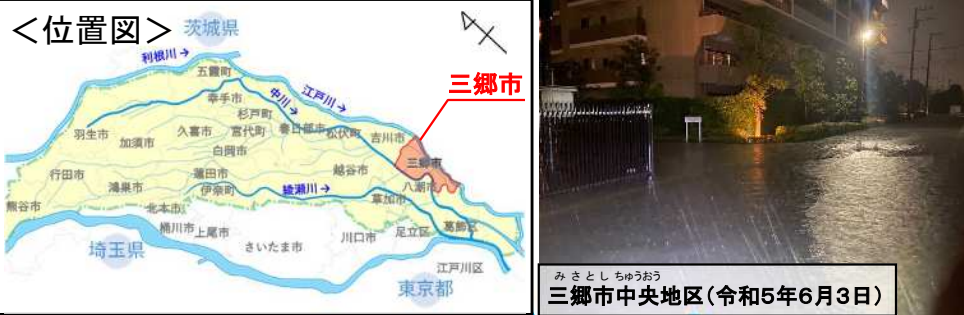 <位置図>
茨城県
利根川→
五霞町
江戸川→
幸手市
中川→
三郷市
杉戸町
羽生市
久喜市
宮代町
春日部市
松伏町
吉川市
加須市
白岡市
三郷市
行田市
蓮田市
越谷市
鴻巣市
伊奈町
綾瀬川→
八潮市
草加市
熊谷市
北本市
桶川市
上尾市
川口市
足立区
葛飾区
さいたま市
埼玉県
江戸川区
東京都
みさとしちゅうおう
三郷市中央地区(令和5年6月3日)